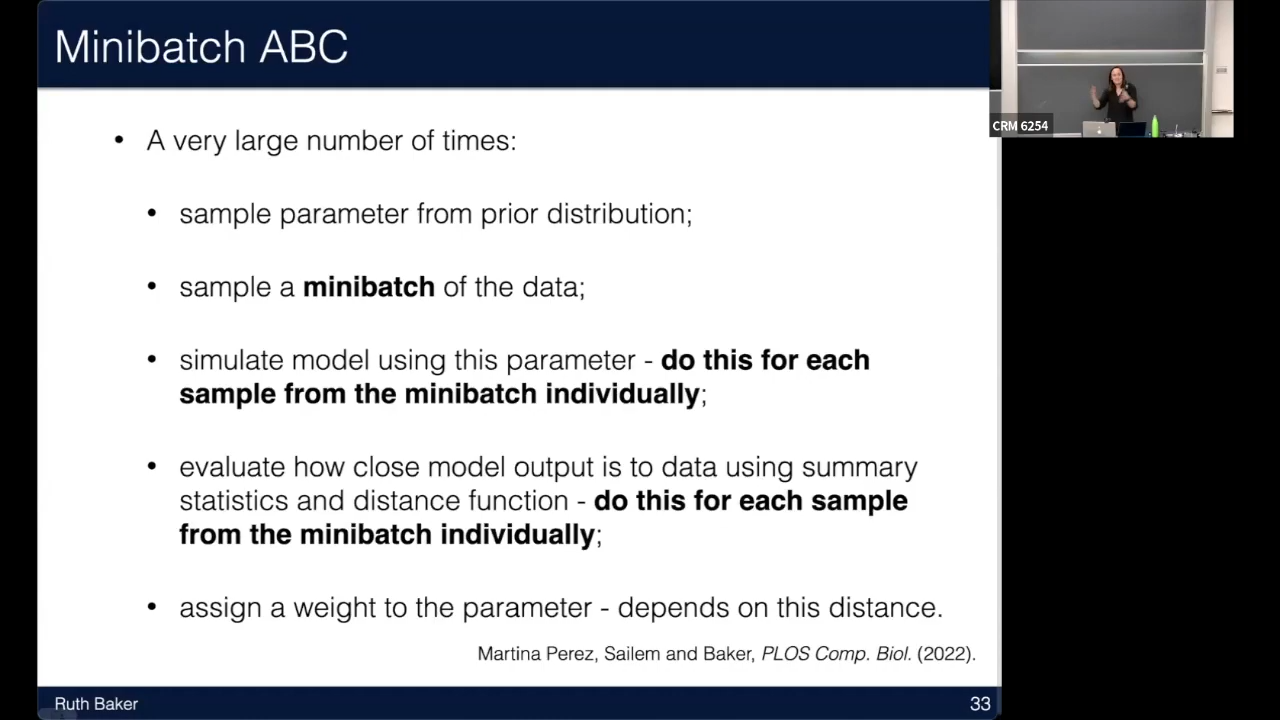 Minibatch ABC
CRM 6254
• A very large number of times:
• sample parameter from prior distribution;
• sample a minibatch of the data;
• simulate model using this parameter - do this for each
sample from the minibatch individually;
• evaluate how close model output is to data using summary
statistics and distance function - do this for each sample
from the minibatch individually;
• assign a weight to the parameter - depends on this distance.
Martina Perez, Sailem and Baker, PLOS Comp. Biol. (2022).
Ruth Baker
33